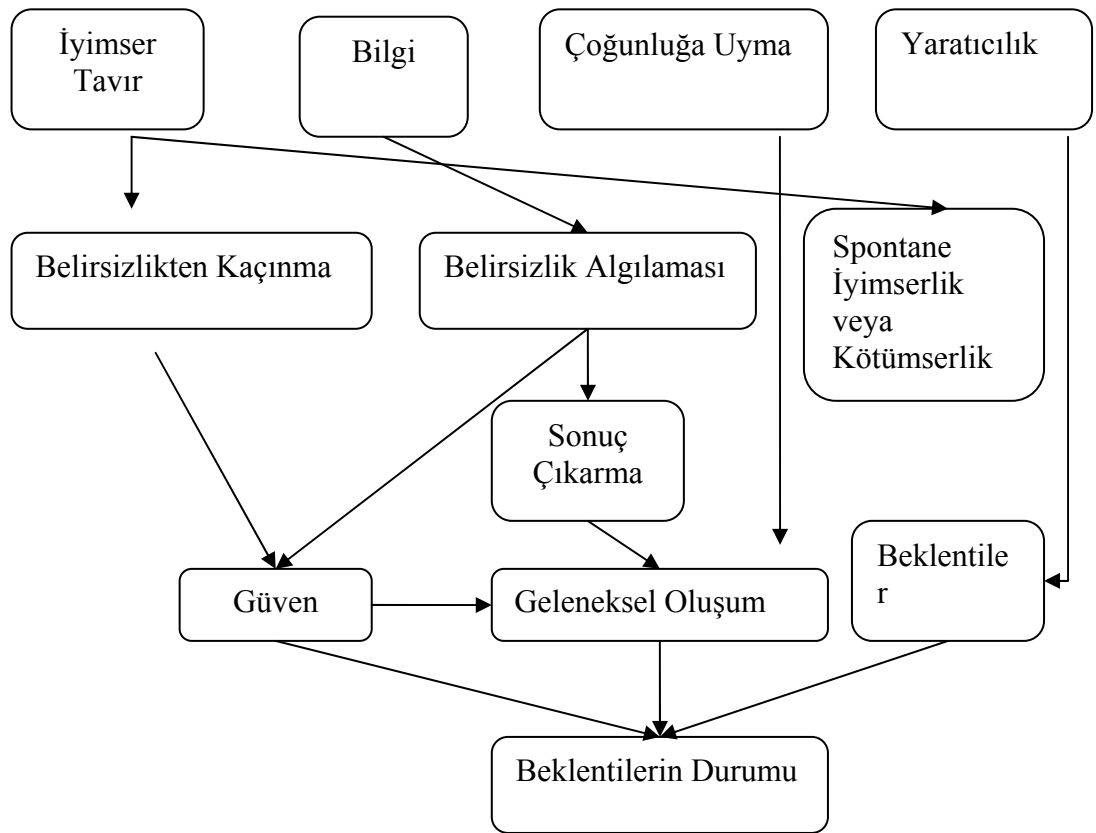 İyimser
Tavır
Bilgi
Çoğunluğa Uyma
Yaratıcılık
Belirsizlikten Kaçınma
Belirsizlik Algılaması
Spontane
İyimserlik
veya
Kötümserlik
Sonuç
Çıkarma
Güven
Geleneksel Oluşum
Beklentile
r
Beklentilerin Durumu